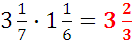 3 1/7 · 1 1/6 = 3 2/3